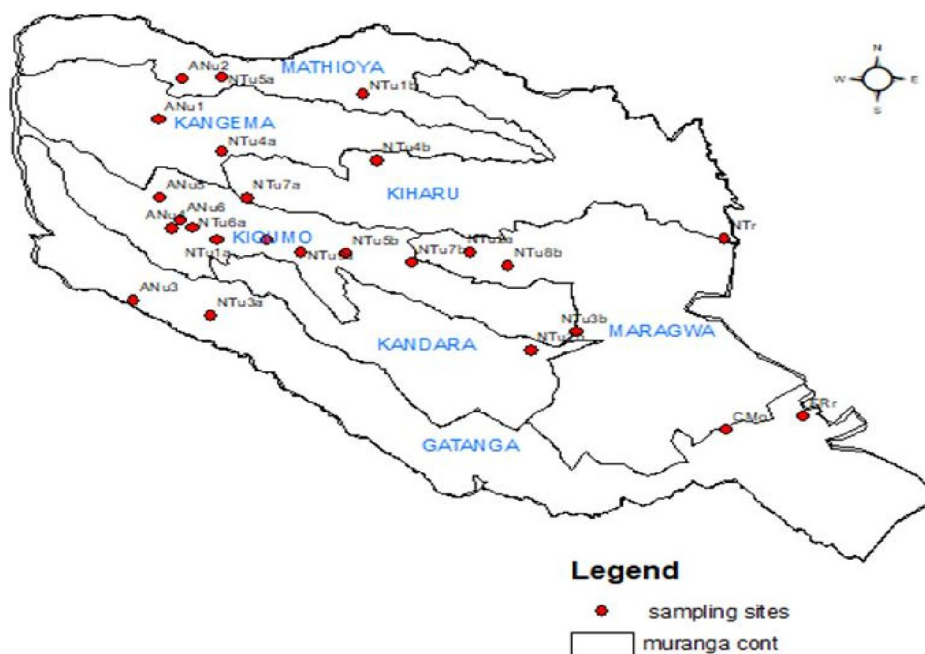 N
W E
S
ANu2
NTu5a
MATHIOYA
NTu1b
ANu1
KANGEMA
NTu4a
NTu4b
NTu7a
KIHARU
ANu6
NTu6a
KIGUMO
NTu1a
NTu5b
NTu7b
NTu8b
NTr
ANu3
NTu3a
NTu3b
MARAGWA
KANDARA
GATANGA
Legend
sampling sites
muranga cont